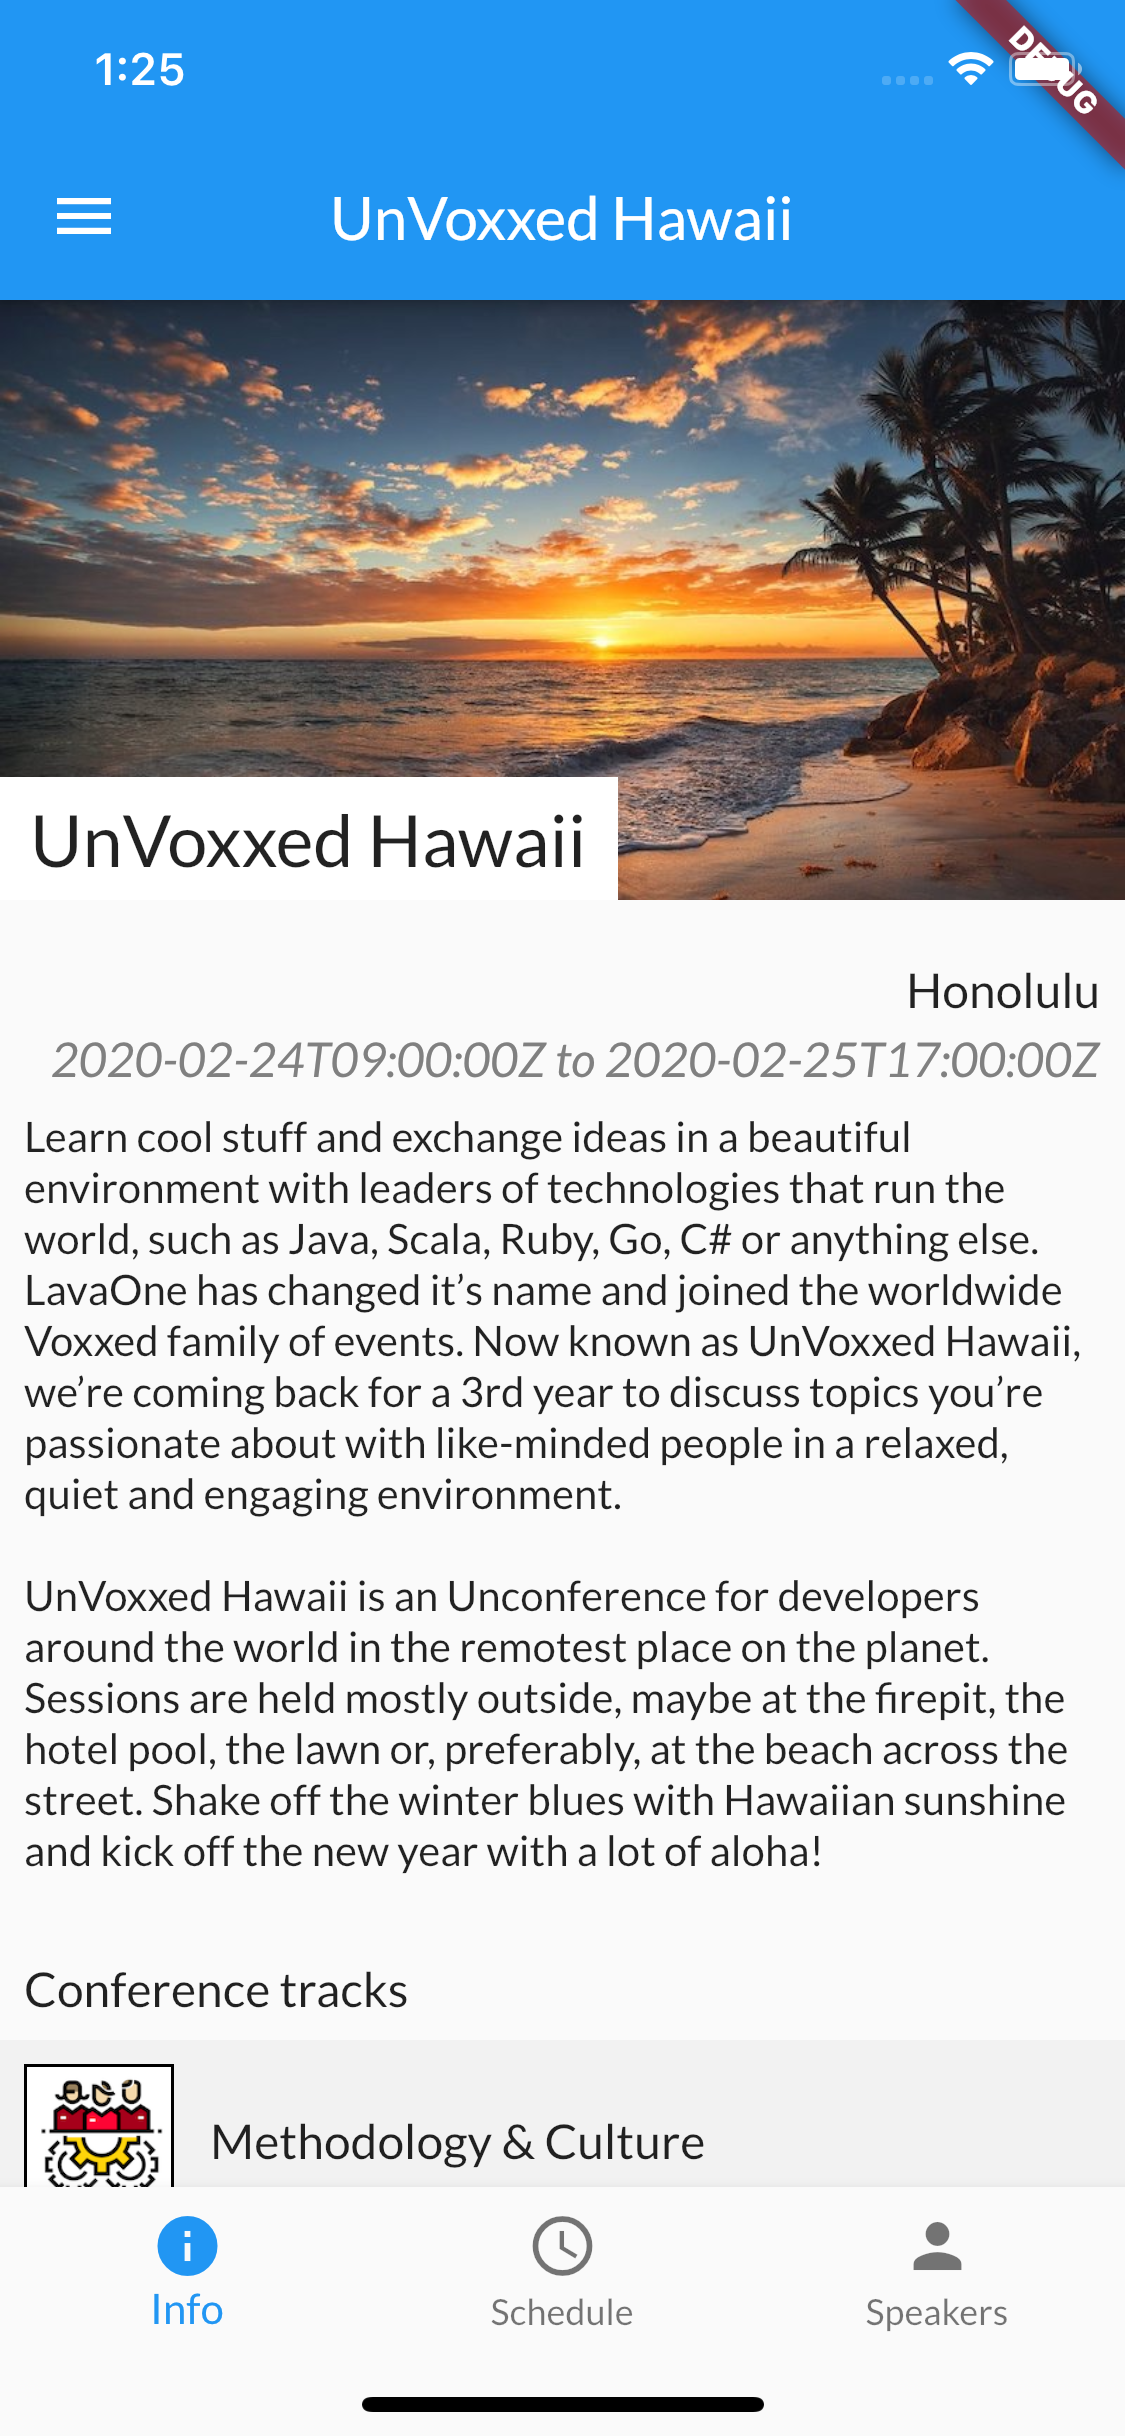 1:25
DEBUG
UnVoxxed Hawaii
UnVoxxed Hawaii
Honolulu
2020-02-24T09:00:00Z to 2020-02-25T17:00:00Z
Learn cool stuff and exchange ideas in a beautiful
environment with leaders of technologies that run the
world, such as Java, Scala, Ruby, Go, C# or anything else.
LavaOne has changed it’s name and joined the worldwide
Voxxed family of events. Now known as UnVoxxed Hawaii,
we’re coming back for a 3rd year to discuss topics you’re
passionate about with like-minded people in a relaxed,
quiet and engaging environment.
UnVoxxed Hawaii is an Unconference for developers
around the world in the remotest place on the planet.
Sessions are held mostly outside, maybe at the firepit, the
hotel pool, the lawn or, preferably, at the beach across the
street. Shake off the winter blues with Hawaiian sunshine
and kick off the new year with a lot of aloha!
Conference tracks
Methodology & Culture
Info
Schedule
Speakers